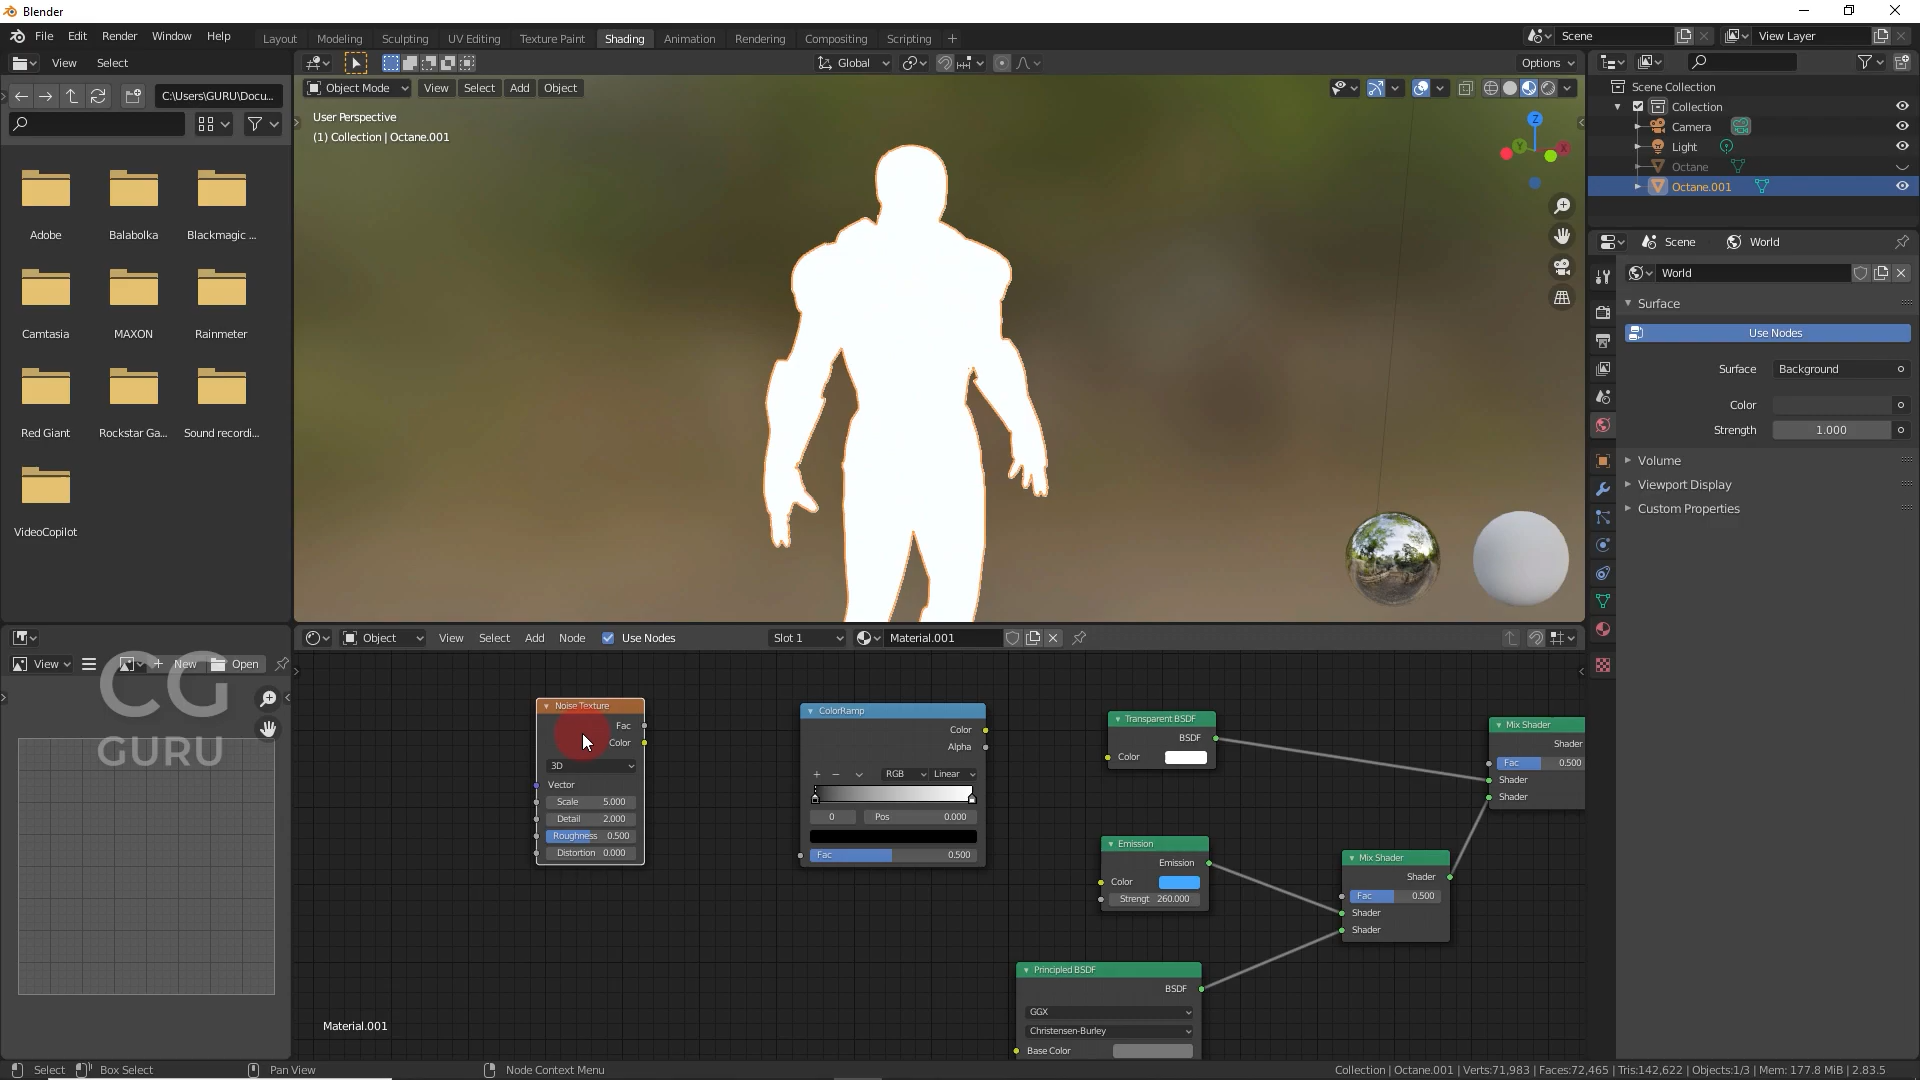 Blender
File Edit Render Window Help
Layout Modeling Sculpting UV Editing Texture Paint Shading Animation Rendering Compositing Scripting
Scene
View Layer
View Select
Global
Options
C:\Users\GURU\Docu...
Object Mode View Select Add Object
User Perspective
(1) Collection | Octane.001
Z
Y
X
Scene Collection
Collection
Camera
Light
Octane
Octane.001
Adobe
Balabolka
Blackmagic ...
Camtasia
MAXON
Rainmeter
Red Giant
Rockstar Ga...
Sound recordi...
VideoCopilot
Scene World
World
Surface
Use Nodes
Surface Background
Color
Strength 1.000
Volume
Viewport Display
Custom Properties
View New Open
CG
GURU
Object View Select Add Node Use Nodes Slot 1 Material.001
Noise Texture
Fac
Color
3D
Vector
Scale 5.000
Detail 2.000
Roughness 0.500
Distortion 0.000
ColorRamp
Color
Alpha
RGB Linear
0 Pos 0.000
Fac 0.500
Transparent BSDF
BSDF
Color
Emission
Emission
Color
Strengt 260.000
Principled BSDF
BSDF
GGX
Christensen-Burley
Base Color
Mix Shader
Shader
Fac 0.500
Shader
Shader
Mix Shader
Shader
Fac 0.500
Shader
Shader
Material.001
Select Box Select Pan View Node Context Menu
Collection | Octane.001 | Verts:71,983 | Faces:72,465 | Tris:142,622 | Objects:1/3 | Mem: 177.8 MiB | 2.83.5